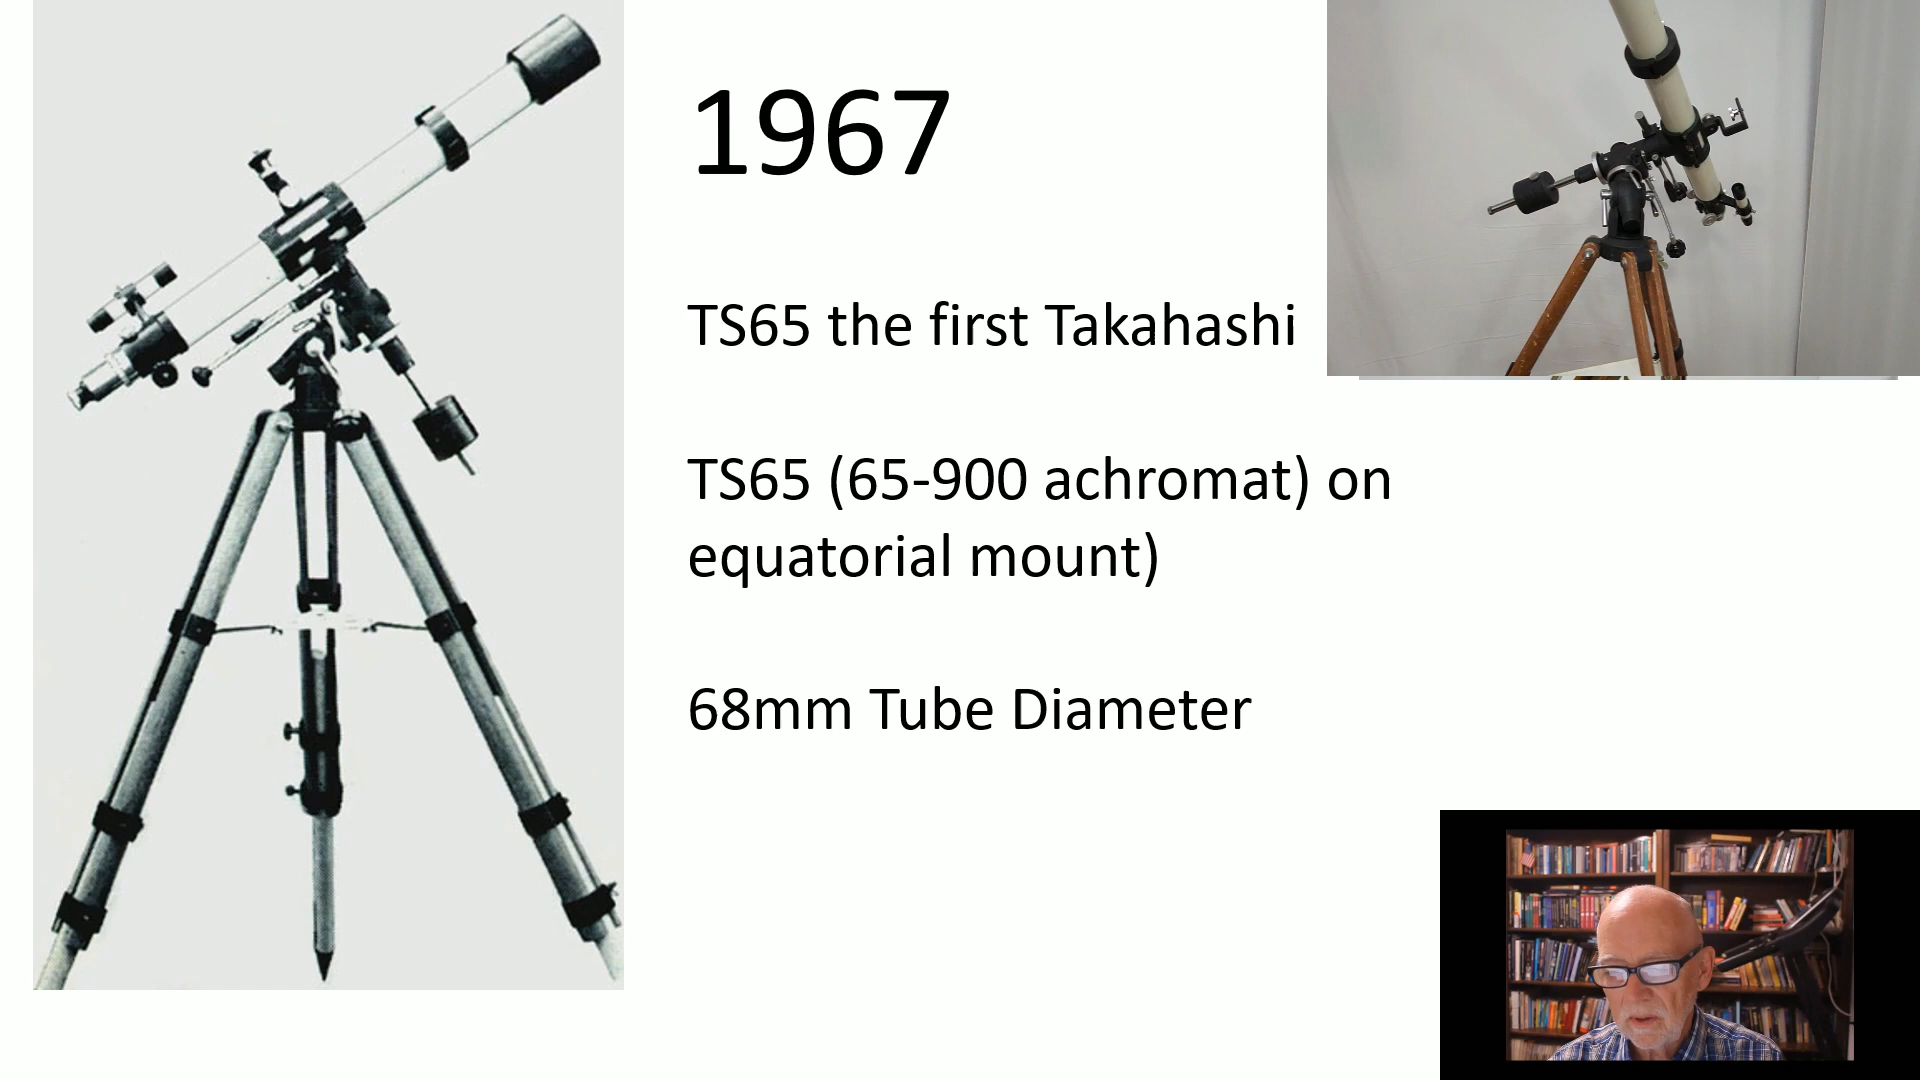 1967
TS65 the first Takahashi
TS65 (65-900 achromat) on
equatorial mount)
68mm Tube Diameter